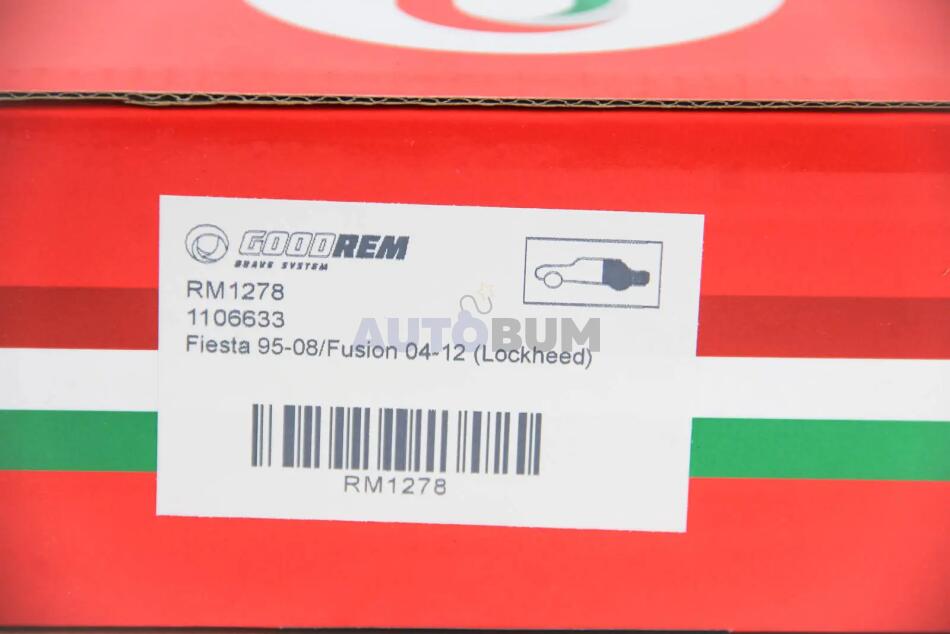 GOODREM
BRAKE SYSTEM
RM1278
1106633
AUTOBUM
Fiesta 95-08/Fusion 04-12 (Lockheed)
RM1278